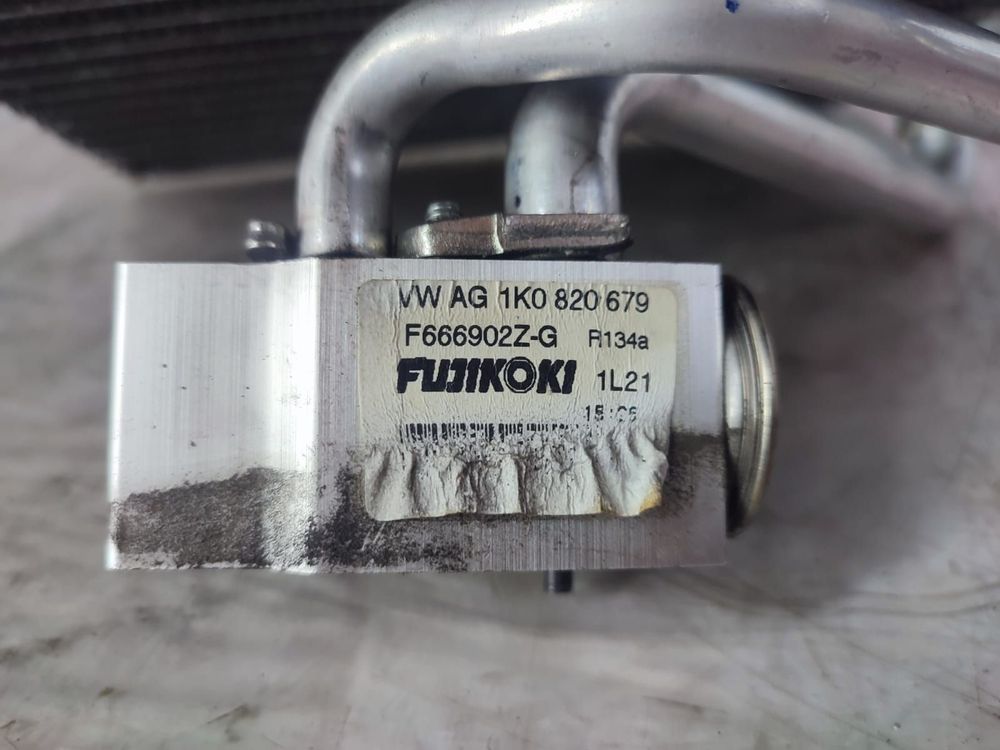 VW AG 1K0 820 679
F666902Z-G R134a
FUJIKOKI 1L21